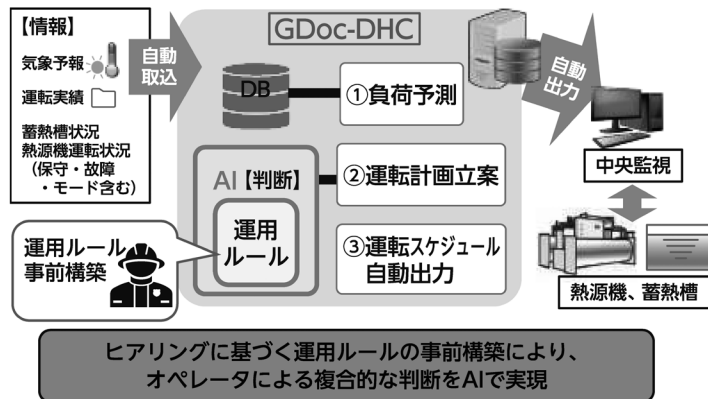 【情報】
気象予報
運転実績
蓄熱槽状況
熱源機運転状況
(保守・故障
・モード含む)
自動
取込
GDoc-DHC
DB
①負荷予測
AI【判断】
運用
ルール
②運転計画立案
③運転スケジュール
自動出力
運用ルール
事前構築
自動
出力
中央監視
熱源機、蓄熱槽
ヒアリングに基づく運用ルールの事前構築により、
オペレータによる複合的な判断をAIで実現